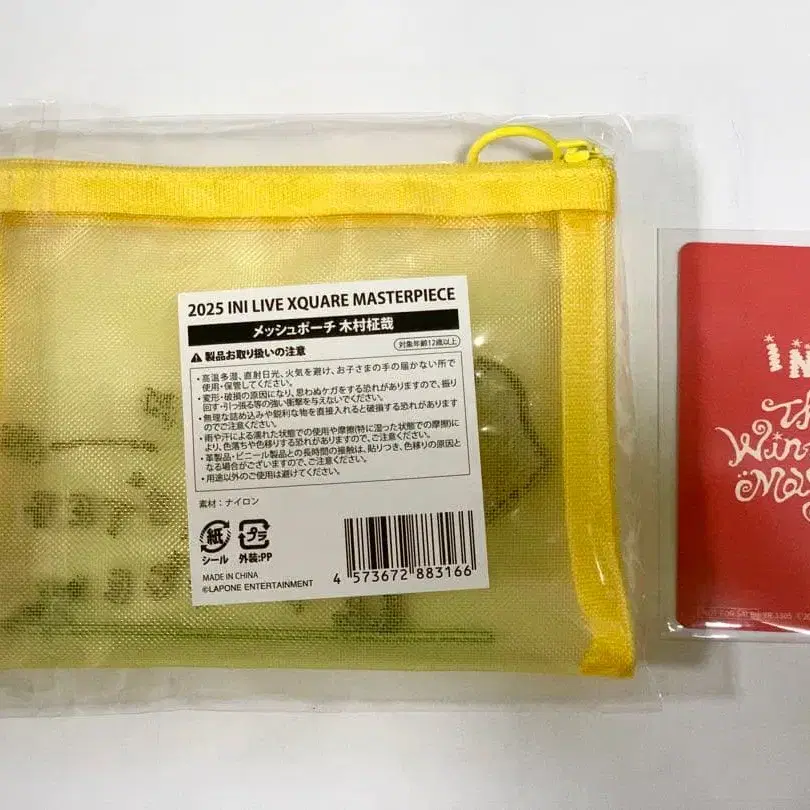 2025 INI LIVE XQUARE MASTERPIECE
メッシュポーチ 木村柾哉
製品お取り扱いの注意
対象年齢12歳以上
・高温多湿、直射日光、火気を避け、お子さまの手の届かない所で
使用・保管してください。
・変形・破損の原因になり、思わぬケガをする恐れがありますので、振り
回す・引っ張る等の強い衝撃を与えないでください。
・無理な詰め込みや鋭利な物を直接入れると破損する恐れがあります
のでご注意ください。
・雨や汗による濡れた状態での使用や摩擦(特に湿った状態での摩擦)に
より、色落ちや色移りする恐れがありますので、ご注意ください。
・革製品・ビニール製品との長時間の接触は、貼りつき、色移りの原因と
なる場合がございますので、ご注意ください。
・用途以外のご使用は避けてください。
素材：ナイロン
紙
シール
プラ
外装:PP
MADE IN CHINA
©LAPONE ENTERTAINMENT
4 573672 883166
IN
Th
Win
Ma
NOT FOR SALE